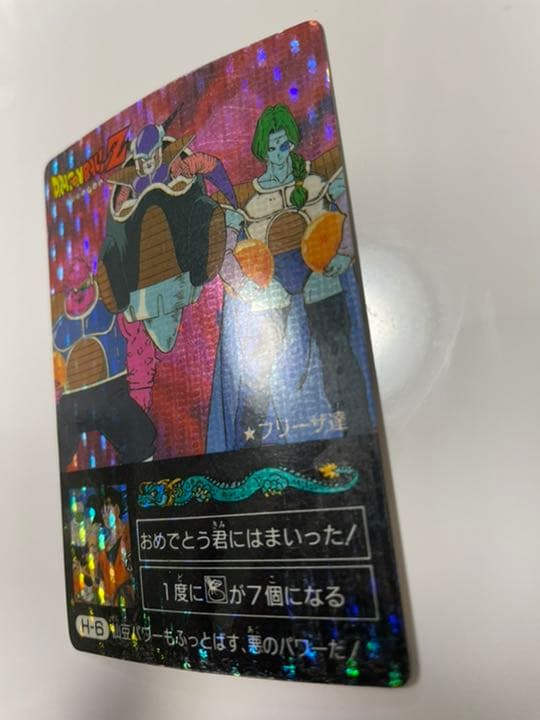 DRAGON BALL Z
★フリーザ達
おめでとう君にはまいった!
1度に が7個になる
H-6 仙豆パワーもふっとばす、悪のパワーだ!